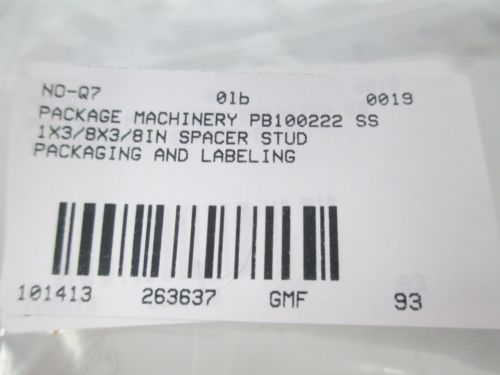 NO-Q7 01b 0019
PACKAGE MACHINERY PB100222 SS
1X3/8X3/8IN SPACER STUD
PACKAGING AND LABELING
101413 263637 GMF 93